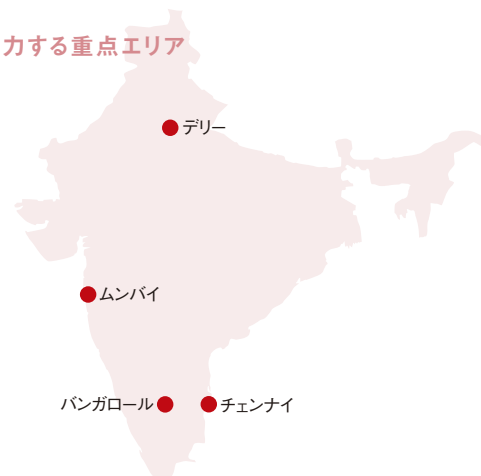 力する重点エリア
デリー
ムンバイ
バンガロール
チェンナイ